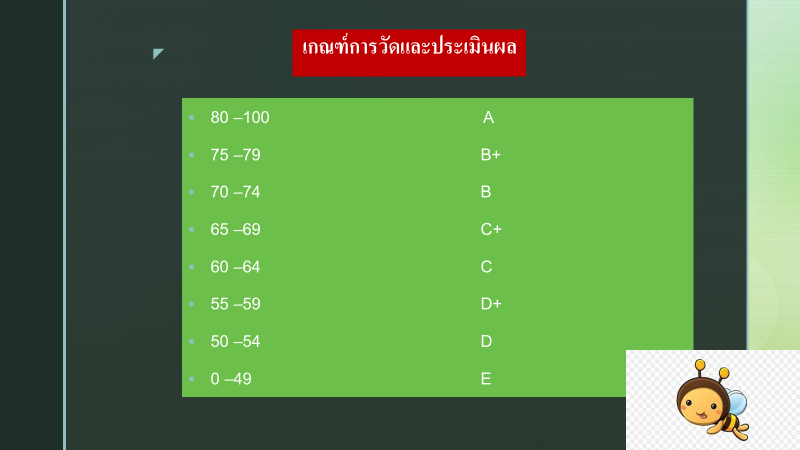 เกณฑ์การวัดและประเมินผล
80 –100 A
75 –79 B+
70 –74 B
65 –69 C+
60 –64 C
55 –59 D+
50 –54 D
0 –49 E